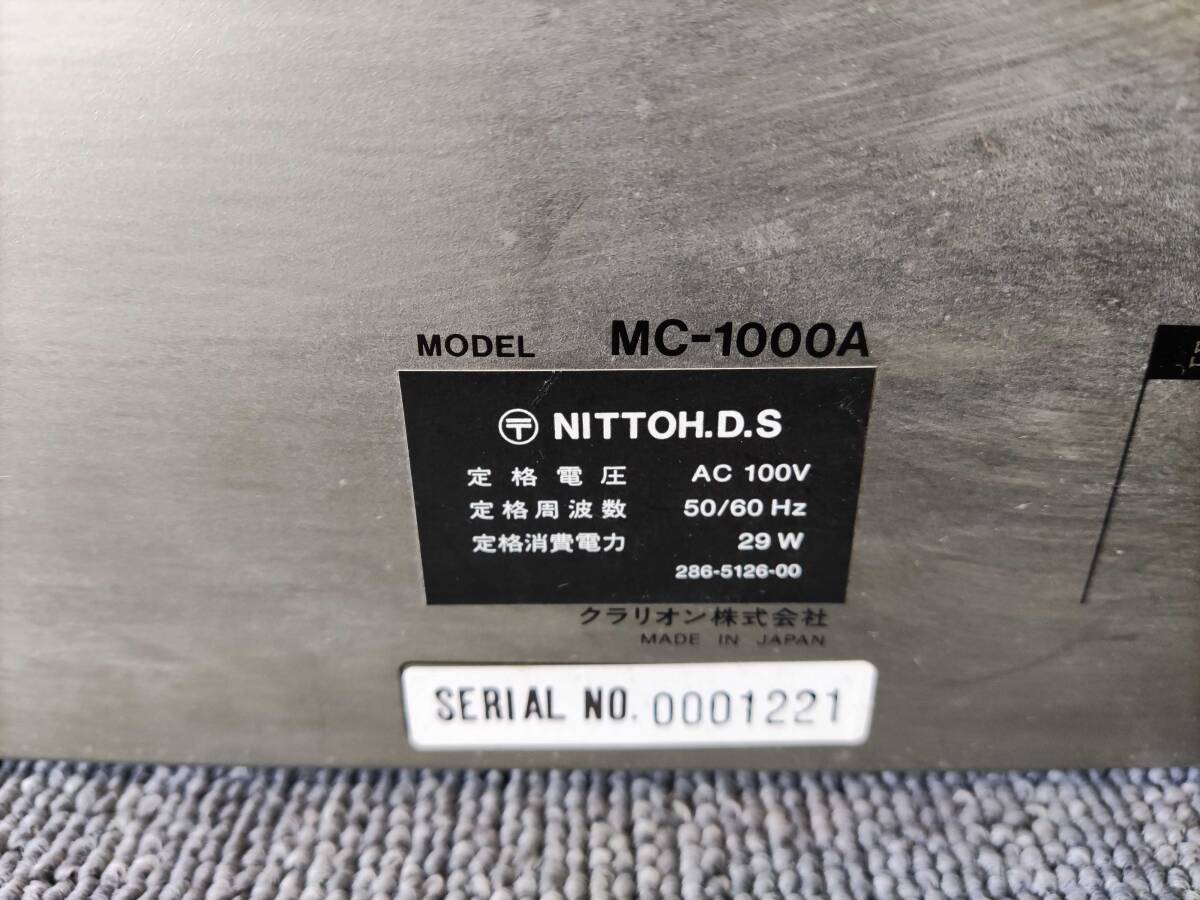 MODEL MC-1000A
〒 NITTOH.D.S
定格電圧 AC 100V
定格周波数 50/60 Hz
定格消費電力 29 W
286-5126-00
クラリオン株式会社
MADE IN JAPAN
SERIAL NO. 0001221